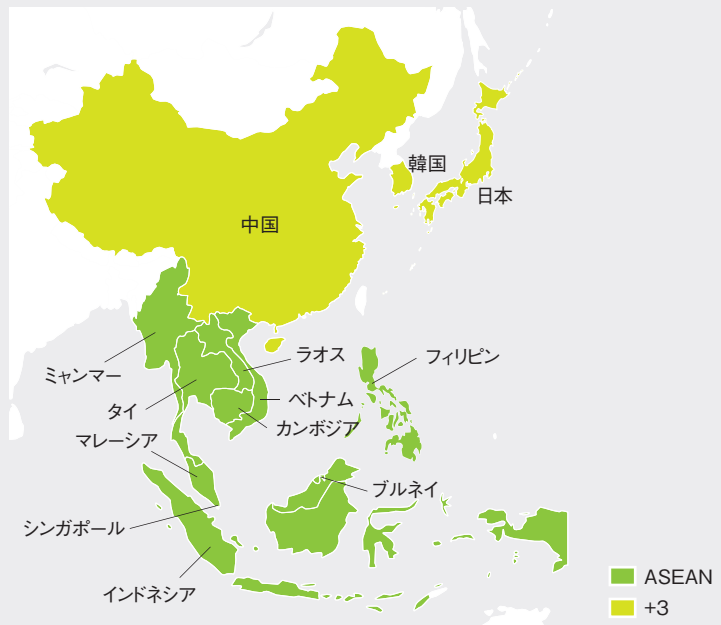 韓国
日本
中国
ラオス
フィリピン
ミャンマー
ベトナム
タイ
カンボジア
マレーシア
ブルネイ
シンガポール
インドネシア
ASEAN
+3